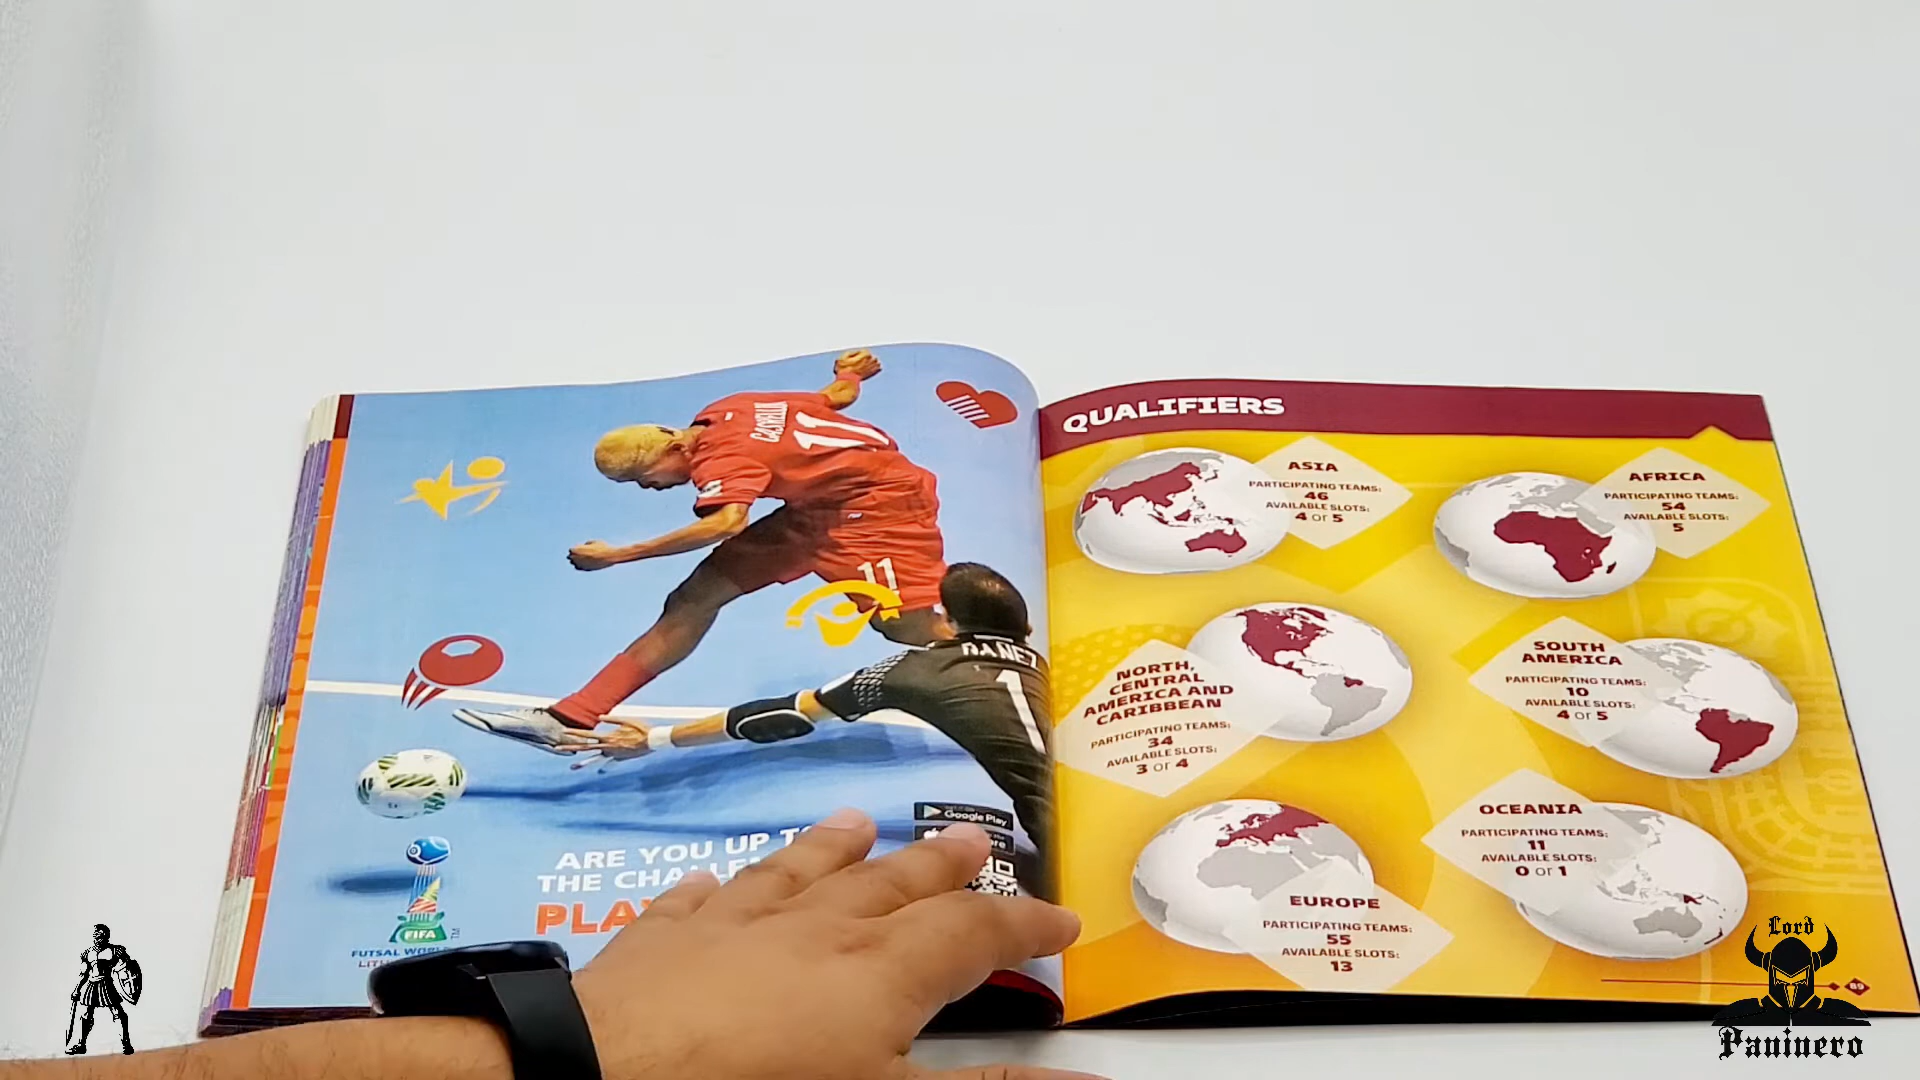 CASTELLÓN
11
11
1
Google Play
ARE YOU UP
THE
FIFA
™
QUALIFIERS
ASIA
PARTICIPATING TEAMS:
46
AVAILABLE SLOTS:
4 or 5
AFRICA
PARTICIPATING TEAMS:
54
AVAILABLE SLOTS:
5
NORTH,
CENTRAL
AMERICA AND
CARIBBEAN
PARTICIPATING TEAMS:
34
AVAILABLE SLOTS:
3 or 4
SOUTH
AMERICA
PARTICIPATING TEAMS:
10
AVAILABLE SLOTS:
4 or 5
EUROPE
PARTICIPATING TEAMS:
55
AVAILABLE SLOTS:
13
OCEANIA
PARTICIPATING TEAMS:
11
AVAILABLE SLOTS:
0 or 1
89
Lord
Paninero